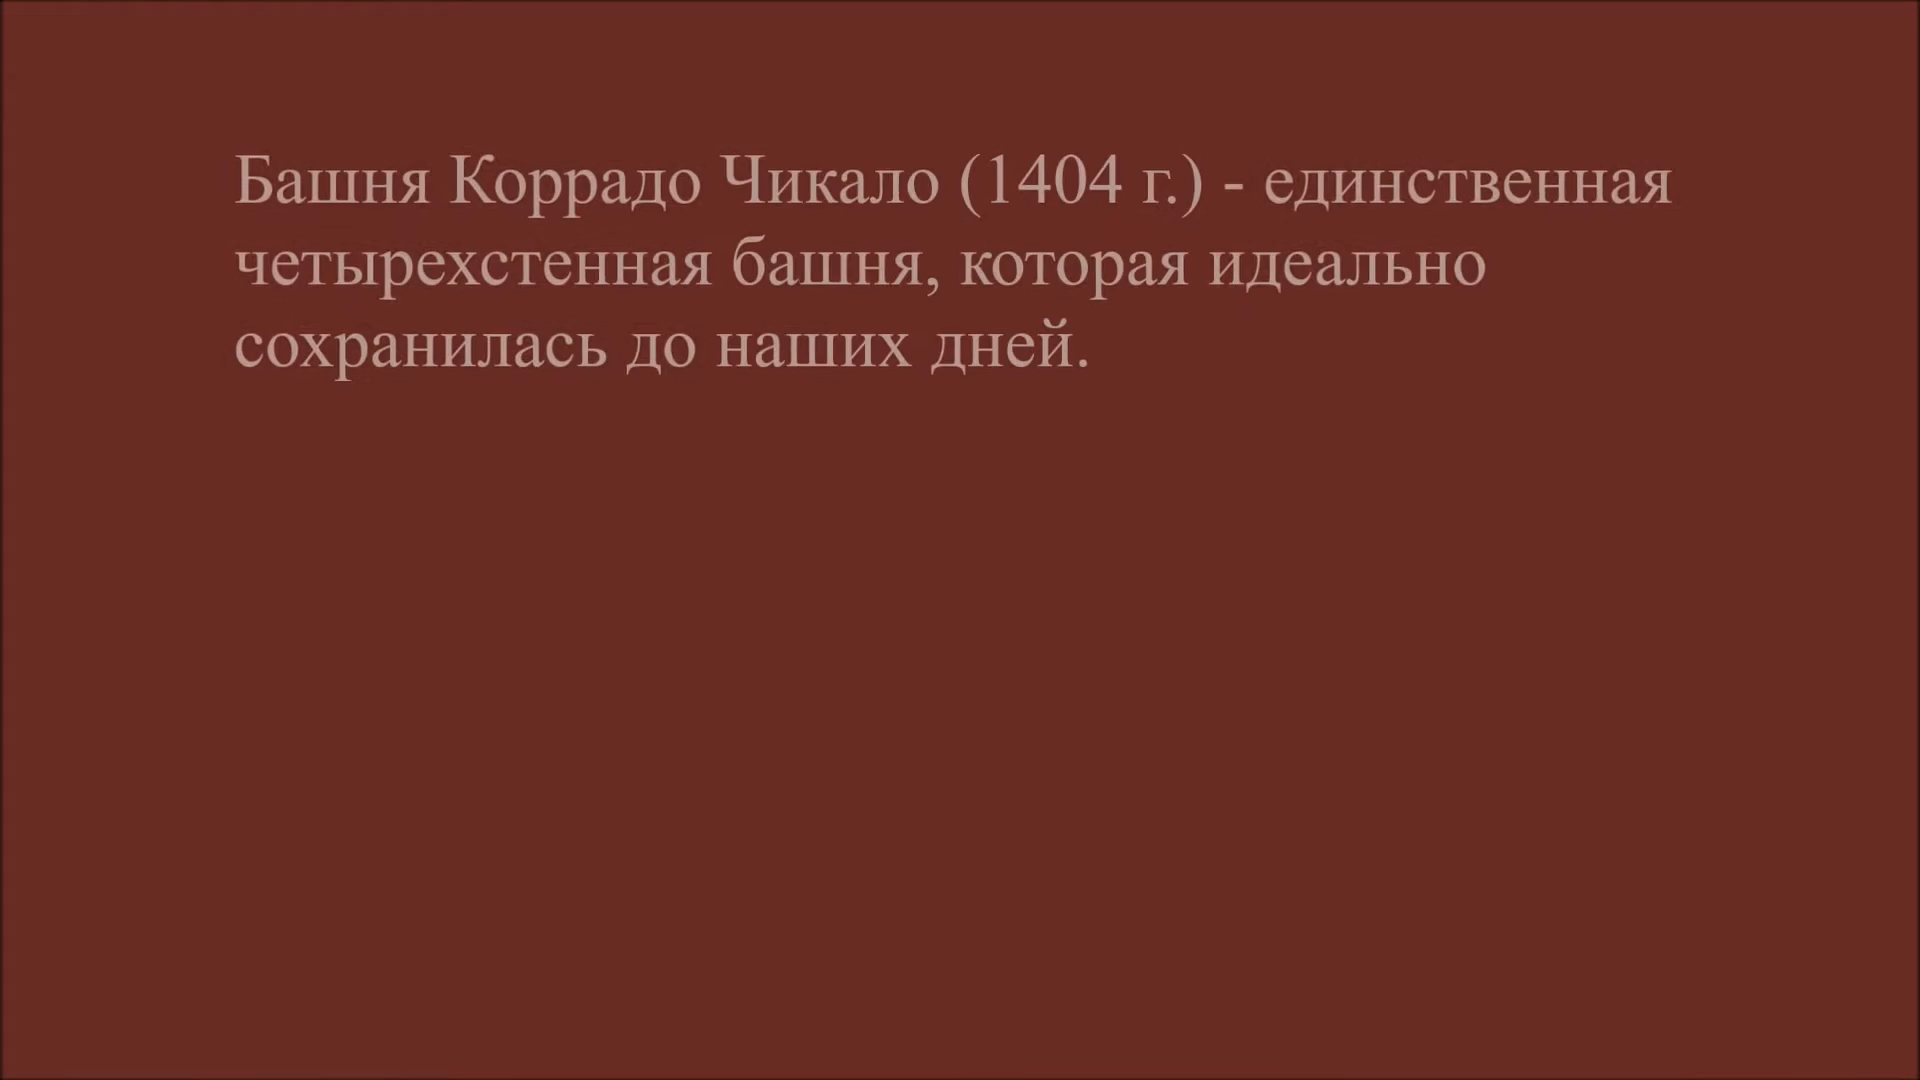 Башня Коррадо Чикало (1404 г.) - единственная
четырехстенная башня, которая идеально
сохранилась до наших дней.